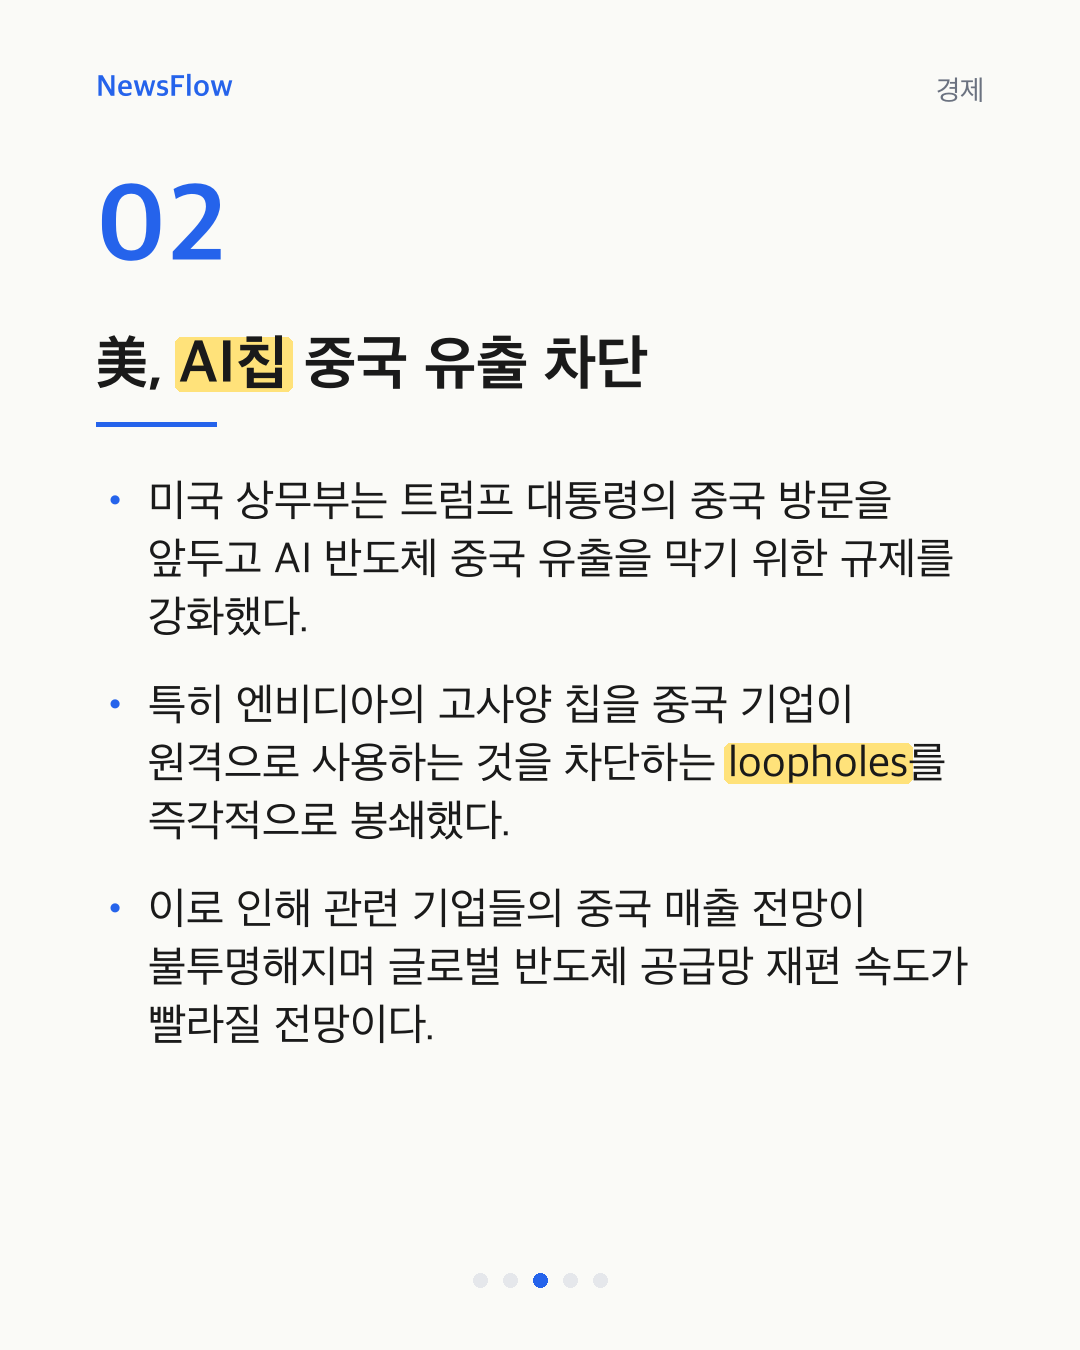 NewsFlow
경제
02
美, AI칩 중국 유출 차단
• 미국 상무부는 트럼프 대통령의 중국 방문을
앞두고 AI 반도체 중국 유출을 막기 위한 규제를
강화했다.
• 특히 엔비디아의 고사양 칩을 중국 기업이
원격으로 사용하는 것을 차단하는 loopholes를
즉각적으로 봉쇄했다.
• 이로 인해 관련 기업들의 중국 매출 전망이
불투명해지며 글로벌 반도체 공급망 재편 속도가
빨라질 전망이다.